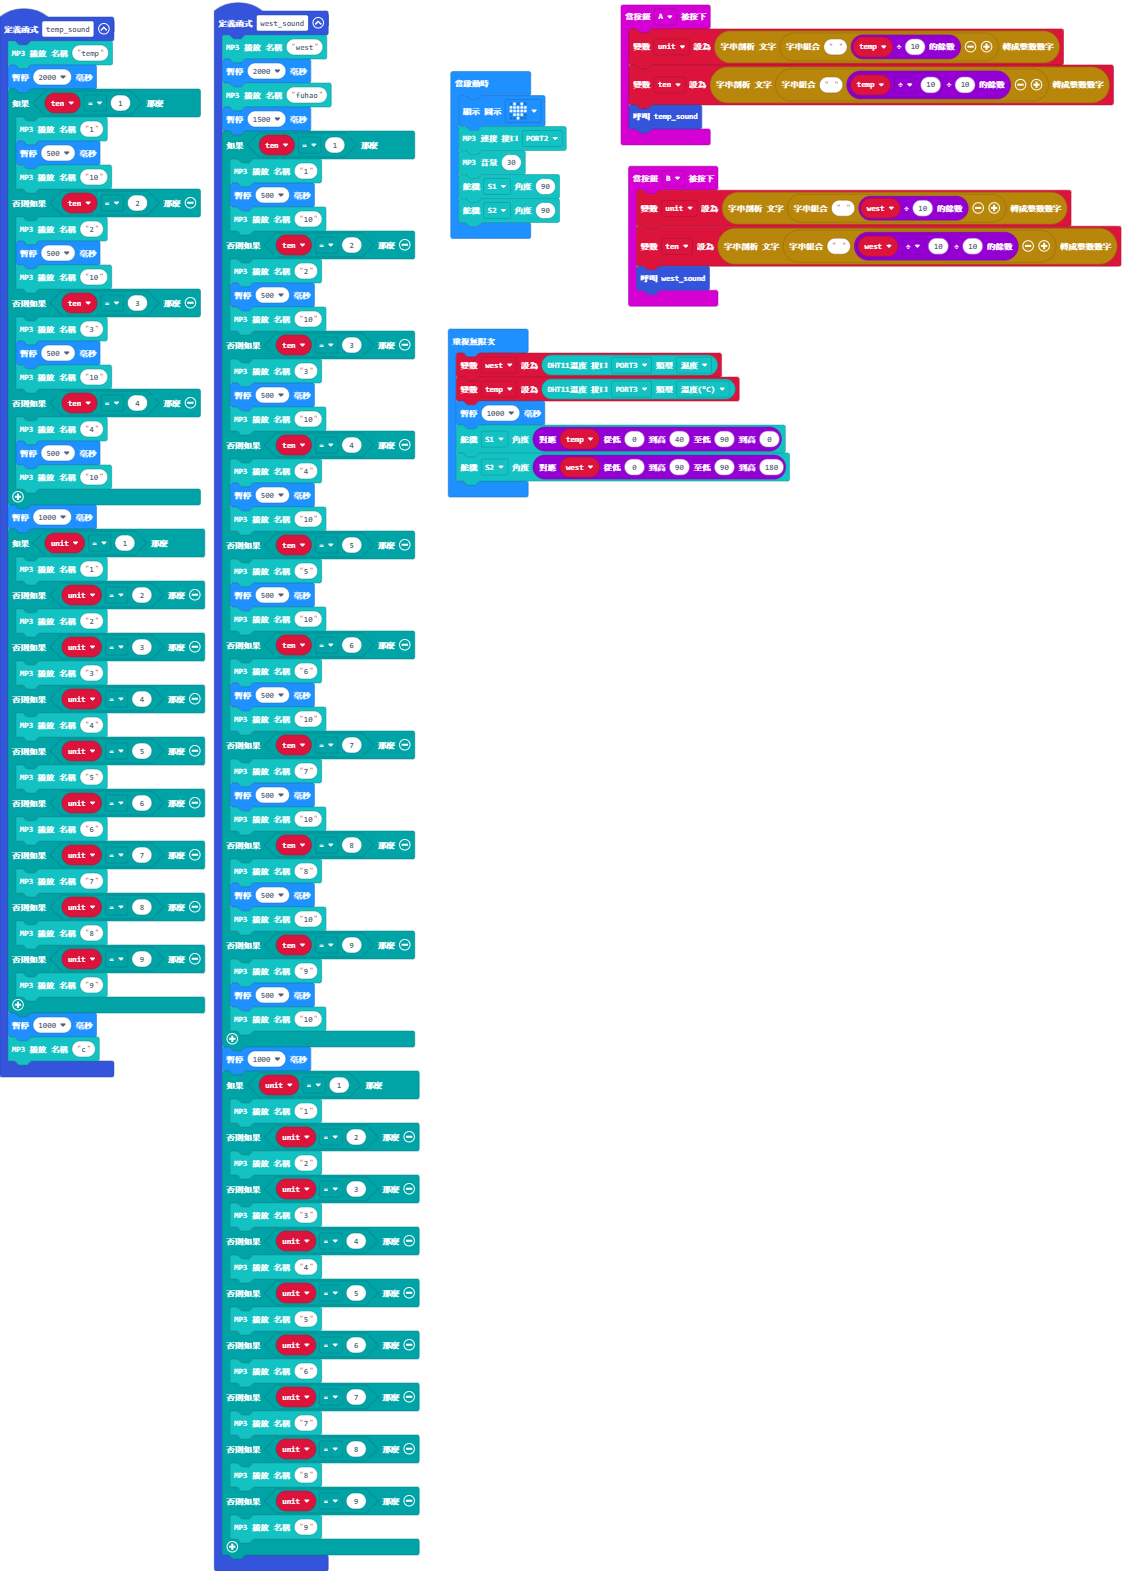 定義函式 temp_sound
MP3 播放 名稱 "temp"
暫停 2000 毫秒
如果 ten = 1 那麼
MP3 播放 名稱 "1"
暫停 500 毫秒
MP3 播放 名稱 "10"
否則如果 ten = 2 那麼
MP3 播放 名稱 "2"
暫停 500 毫秒
MP3 播放 名稱 "10"
否則如果 ten = 3 那麼
MP3 播放 名稱 "3"
暫停 500 毫秒
MP3 播放 名稱 "10"
否則如果 ten = 4 那麼
MP3 播放 名稱 "4"
暫停 500 毫秒
MP3 播放 名稱 "10"
暫停 1000 毫秒
如果 unit = 1 那麼
MP3 播放 名稱 "1"
否則如果 unit = 2 那麼
MP3 播放 名稱 "2"
否則如果 unit = 3 那麼
MP3 播放 名稱 "3"
否則如果 unit = 4 那麼
MP3 播放 名稱 "4"
否則如果 unit = 5 那麼
MP3 播放 名稱 "5"
否則如果 unit = 6 那麼
MP3 播放 名稱 "6"
否則如果 unit = 7 那麼
MP3 播放 名稱 "7"
否則如果 unit = 8 那麼
MP3 播放 名稱 "8"
否則如果 unit = 9 那麼
MP3 播放 名稱 "9"
暫停 1000 毫秒
MP3 播放 名稱 "c"
定義函式 west_sound
MP3 播放 名稱 "west"
暫停 2000 毫秒
MP3 播放 名稱 "fuhao"
暫停 1500 毫秒
如果 ten = 1 那麼
MP3 播放 名稱 "1"
暫停 500 毫秒
MP3 播放 名稱 "10"
否則如果 ten = 2 那麼
MP3 播放 名稱 "2"
暫停 500 毫秒
MP3 播放 名稱 "10"
否則如果 ten = 3 那麼
MP3 播放 名稱 "3"
暫停 500 毫秒
MP3 播放 名稱 "10"
否則如果 ten = 4 那麼
MP3 播放 名稱 "4"
暫停 500 毫秒
MP3 播放 名稱 "10"
否則如果 ten = 5 那麼
MP3 播放 名稱 "5"
暫停 500 毫秒
MP3 播放 名稱 "10"
否則如果 ten = 6 那麼
MP3 播放 名稱 "6"
暫停 500 毫秒
MP3 播放 名稱 "10"
否則如果 ten = 7 那麼
MP3 播放 名稱 "7"
暫停 500 毫秒
MP3 播放 名稱 "10"
否則如果 ten = 8 那麼
MP3 播放 名稱 "8"
暫停 500 毫秒
MP3 播放 名稱 "10"
否則如果 ten = 9 那麼
MP3 播放 名稱 "9"
暫停 500 毫秒
MP3 播放 名稱 "10"
暫停 1000 毫秒
如果 unit = 1 那麼
MP3 播放 名稱 "1"
否則如果 unit = 2 那麼
MP3 播放 名稱 "2"
否則如果 unit = 3 那麼
MP3 播放 名稱 "3"
否則如果 unit = 4 那麼
MP3 播放 名稱 "4"
否則如果 unit = 5 那麼
MP3 播放 名稱 "5"
否則如果 unit = 6 那麼
MP3 播放 名稱 "6"
否則如果 unit = 7 那麼
MP3 播放 名稱 "7"
否則如果 unit = 8 那麼
MP3 播放 名稱 "8"
否則如果 unit = 9 那麼
MP3 播放 名稱 "9"
當啟動時
顯示 圖示
MP3 連接 接口 PORT2
MP3 音量 30
舵機 S1 角度 90
舵機 S2 角度 90
當按鈕 A 被按下
變數 unit 設為 字串剖析 文字 字串組合 " " temp ÷ 10 的餘數 轉成整數數字
變數 ten 設為 字串剖析 文字 字串組合 " " temp ÷ 10 ÷ 10 的餘數 轉成整數數字
呼叫 temp_sound
當按鈕 B 被按下
變數 unit 設為 字串剖析 文字 字串組合 " " west ÷ 10 的餘數 轉成整數數字
變數 ten 設為 字串剖析 文字 字串組合 " " west ÷ 10 ÷ 10 的餘數 轉成整數數字
呼叫 west_sound
重複無限次
變數 west 設為 DHT11溫度 接口 PORT3 類型 濕度
變數 temp 設為 DHT11溫度 接口 PORT3 類型 溫度(°C)
暫停 1000 毫秒
舵機 S1 角度 對應 temp 從低 0 到高 40 至低 90 到高 0
舵機 S2 角度 對應 west 從低 0 到高 90 至低 90 到高 180